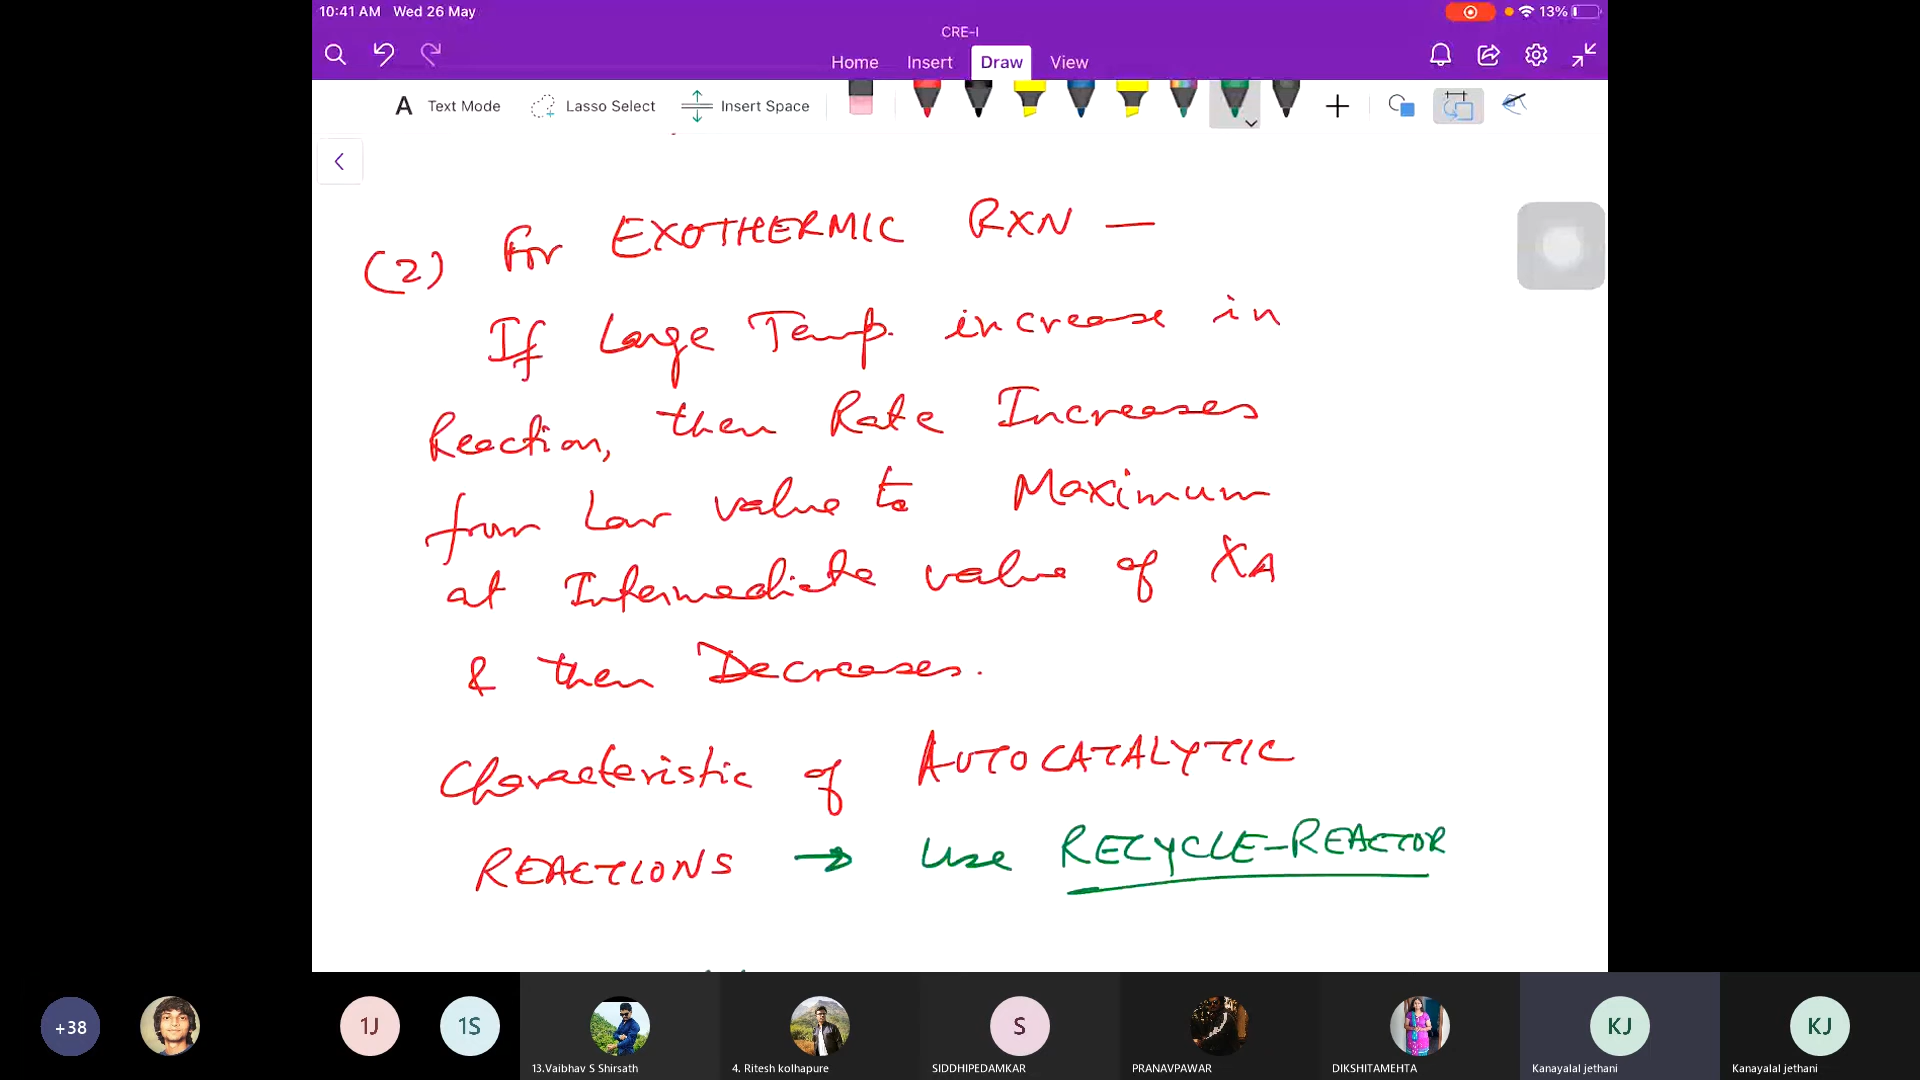 10:41 AM Wed 26 May
13%
CRE-I
Home Insert Draw View
A Text Mode Lasso Select Insert Space
(2) For EXOTHERMIC RXN —
If Large Temp. increase in
Reaction, then Rate Increases
from Low value to Maximum
at Intermediate value of XA
& then Decreases.
Characteristic of AUTOCATALYTIC
REACTIONS → Use RECYCLE-REACTOR
+38 1J 1S S KJ KJ
13.Vaibhav S Shirsath 4. Ritesh kolhapure SIDDHIPEDAMKAR PRANAVPAWAR DIKSHITAMEHTA Kanayalal jethani Kanayalal jethani